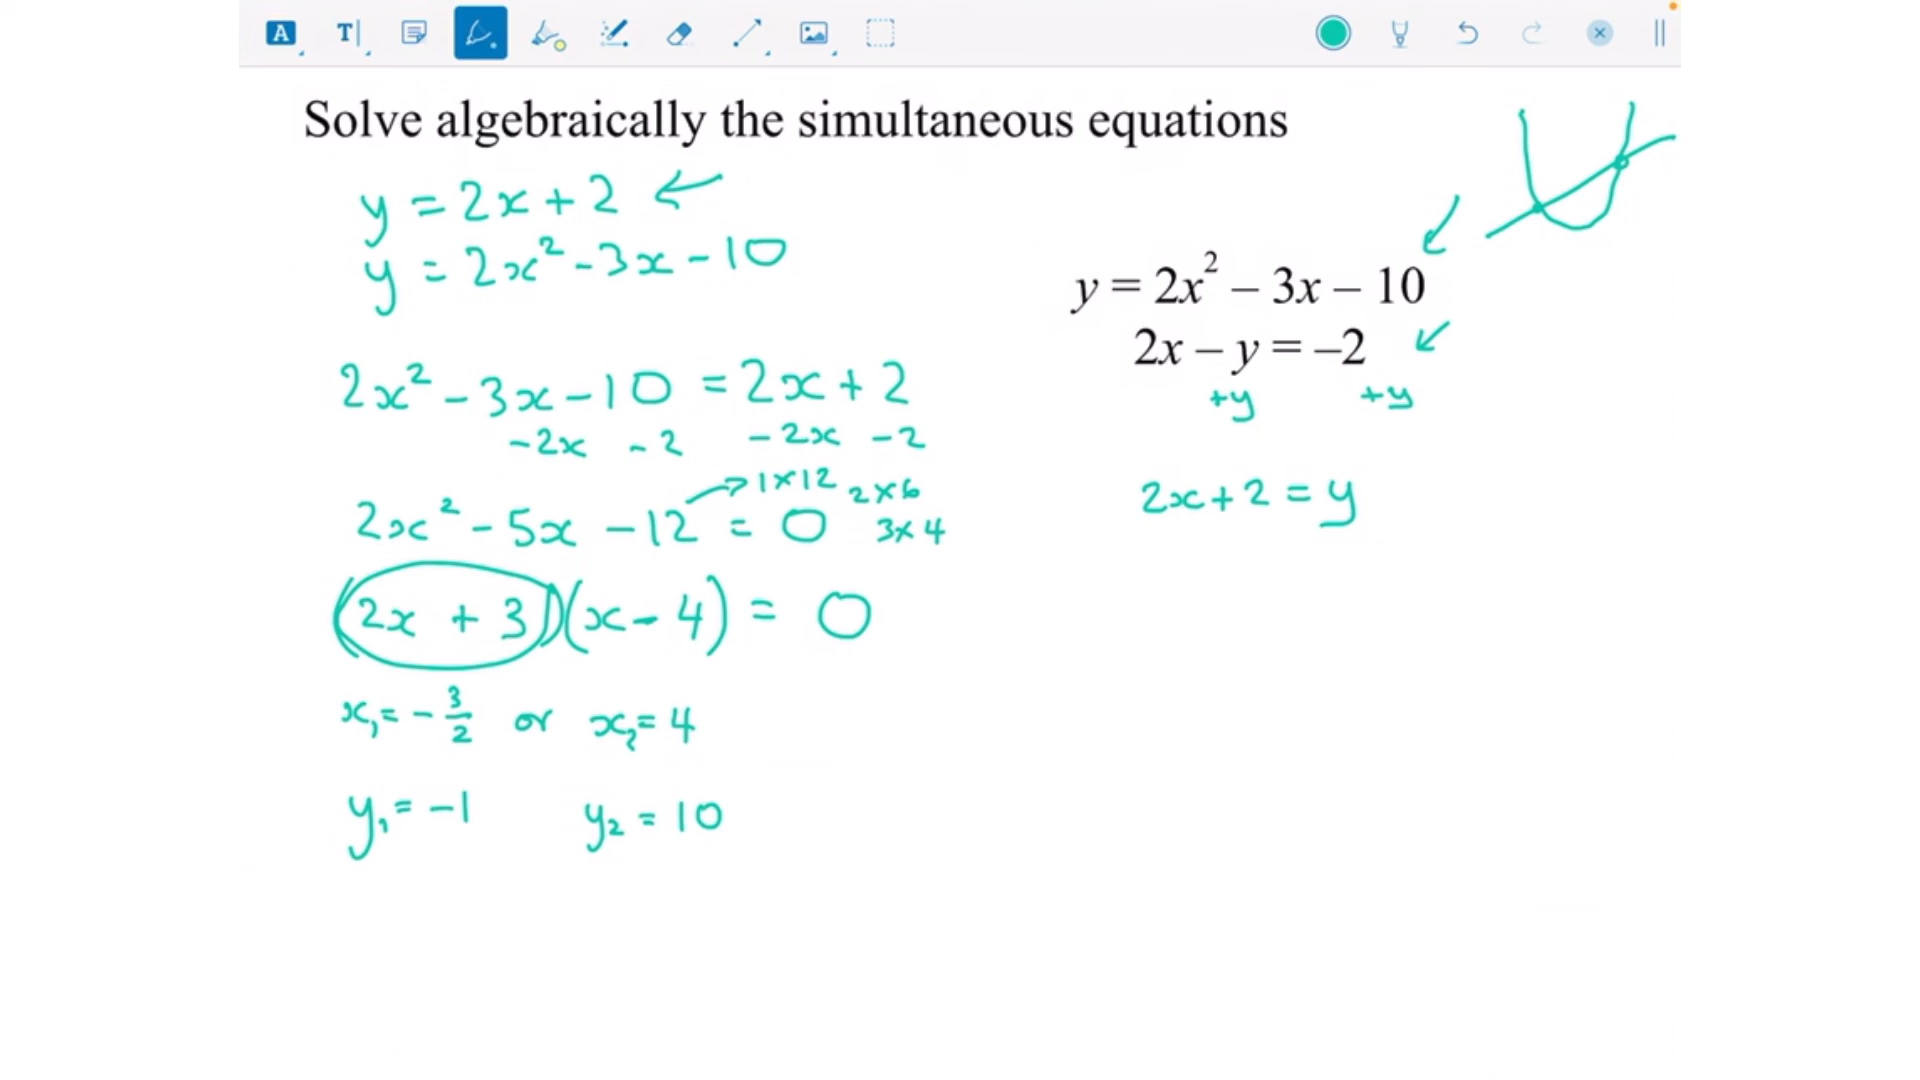 A T|
Solve algebraically the simultaneous equations
y = 2x + 2
y = 2x² - 3x - 10
2x² - 3x - 10 = 2x + 2
-2x - 2 - 2x - 2
→ 1×12 2×6
2x² - 5x - 12 = 0 3×4
(2x + 3)(x - 4) = 0
x₁ = -3/2 or x₂ = 4
y₁ = -1 y₂ = 10
y = 2x² – 3x – 10
2x – y = –2
+y +y
2x + 2 = y